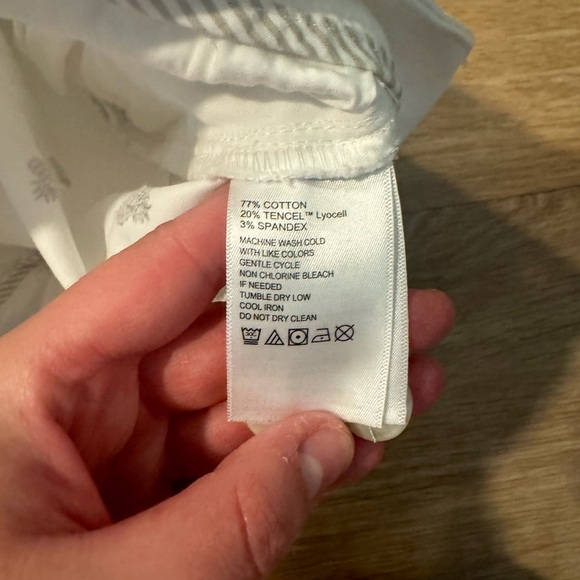 77% COTTON
20% TENCEL™ Lyocell
3% SPANDEX
MACHINE WASH COLD
WITH LIKE COLORS
GENTLE CYCLE
NON CHLORINE BLEACH
IF NEEDED
TUMBLE DRY LOW
COOL IRON
DO NOT DRY CLEAN